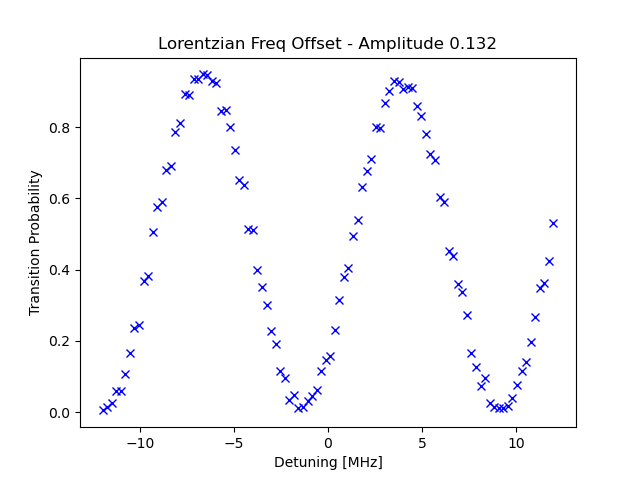 Lorentzian Freq Offset - Amplitude 0.132
Transition Probability
0.8
0.6
0.4
0.2
0.0
−10 −5 0 5 10
Detuning [MHz]